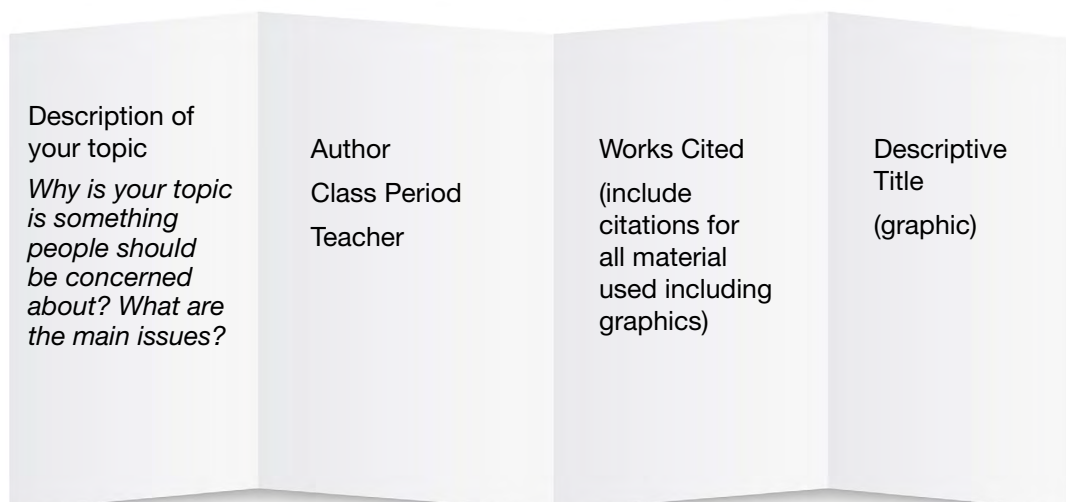 Description of
your topic
Why is your topic
is something
people should
be concerned
about? What are
the main issues?
Author
Class Period
Teacher
Works Cited
(include
citations for
all material
used including
graphics)
Descriptive
Title
(graphic)